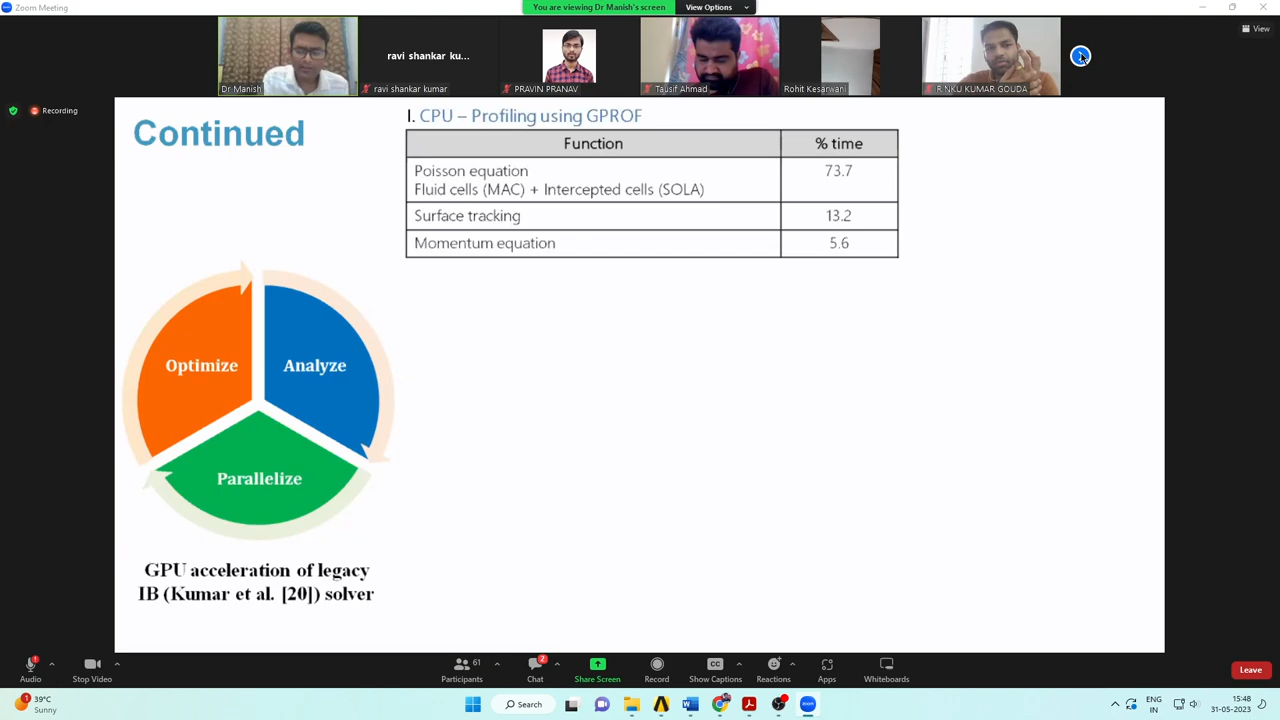 Zoom Meeting
You are viewing Dr Manish's screen
View Options
View
Dr Manish
ravi shankar ku...
ravi shankar kumar
PRAVIN PRANAV
Tausif Ahmad
Rohit Kesarwani
RINKU KUMAR GOUDA
Recording
Continued
I. CPU – Profiling using GPROF
Function % time
Poisson equation 73.7
Fluid cells (MAC) + Intercepted cells (SOLA)
Surface tracking 13.2
Momentum equation 5.6
Optimize
Analyze
Parallelize
GPU acceleration of legacy
IB (Kumar et al. [20]) solver
Audio
Stop Video
61
Participants
2
Chat
Share Screen
Record
CC
Show Captions
Reactions
Apps
Whiteboards
Leave
1
39°C
Sunny
Search
ENG
IN
15:48
31-05-2023